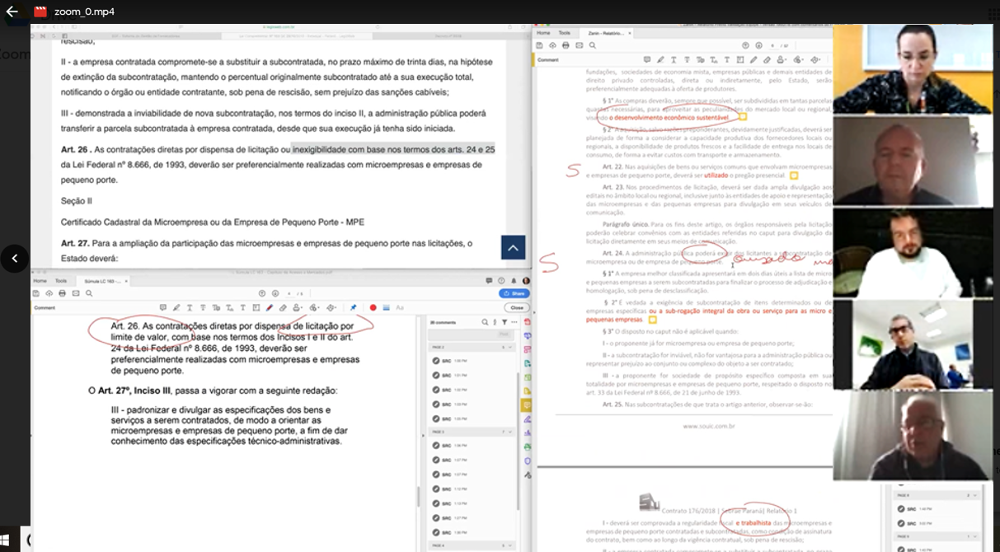 zoom_0.mp4
rescisão;
II - a empresa contratada compromete-se a substituir a subcontratada, no prazo máximo de trinta dias, na hipótese
de extinção da subcontratação, mantendo o percentual originalmente subcontratado até a sua execução total,
notificando o órgão ou entidade contratante, sob pena de rescisão, sem prejuízo das sanções cabíveis;
III - demonstrada a inviabilidade de nova subcontratação, nos termos do inciso II, a administração pública poderá
transferir a parcela subcontratada à empresa contratada, desde que sua execução já tenha sido iniciada.
Art. 26 . As contratações diretas por dispensa de licitação ou inexigibilidade com base nos termos dos arts. 24 e 25
da Lei Federal nº 8.666, de 1993, deverão ser preferencialmente realizadas com microempresas e empresas de
pequeno porte.
Seção II
Certificado Cadastral da Microempresa ou da Empresa de Pequeno Porte - MPE
Art. 27. Para a ampliação da participação das microempresas e empresas de pequeno porte nas licitações, o
Estado deverá:
Home Tools
Share
Comment
Close
Art. 26. As contratações diretas por dispensa de licitação por
limite de valor, com base nos termos dos Incisos I e II do art.
24 da Lei Federal nº 8.666, de 1993, deverão ser
preferencialmente realizadas com microempresas e empresas
de pequeno porte.
O Art. 27º, Inciso III, passa a vigorar com a seguinte redação:
III - padronizar e divulgar as especificações dos bens e
serviços a serem contratados, de modo a orientar as
microempresas e empresas de pequeno porte, a fim de dar
conhecimento das especificações técnico-administrativas.
SRC
SRC
SRC
SRC
SRC
SRC
SRC
SRC
SRC
SRC
SRC
SRC
Home Tools
Comment
fundações, sociedades de economia mista, empresas públicas e demais entidades de
direito privado controladas, direta ou indiretamente, pelo Estado, serão
preferencialmente adequadas à oferta de produtores.
§ 1° As compras deverão, sempre que possível, ser subdivididas em tantas parcelas
quantas necessárias, para aproveitar as peculiaridades do mercado local ou regional,
visando o desenvolvimento econômico sustentável.
§ 2° A aquisição, salvo razões preponderantes, devidamente justificadas, deverá ser
planejada de forma a considerar a capacidade produtiva dos fornecedores locais ou
regionais, a disponibilidade de produtos frescos e a facilidade de entrega nos locais de
consumo, de forma a evitar custos com transporte e armazenamento.
S
Art. 22. Nas aquisições de bens ou serviços comuns que envolvam microempresas
e empresas de pequeno porte, deverá ser utilizado o pregão presencial.
Art. 23. Nos procedimentos de licitação, deverá ser dada ampla divulgação aos
editais no âmbito local ou regional, inclusive junto às entidades de apoio e representação
das microempresas e das pequenas empresas para divulgação em seus veículos de
comunicação.
Parágrafo único. Para os fins deste artigo, os órgãos responsáveis pela licitação
poderão celebrar convênios com as entidades referidas no caput para divulgação da
licitação diretamente em seus meios de comunicação.
S
Art. 24. A administração pública poderá exigir dos licitantes a subcontratação de
microempresa ou de empresa de pequeno porte.
§ 1° A empresa melhor classificada apresentará em dois dias úteis a lista de micro
e pequenas empresas a serem subcontratadas para finalizar o processo de adjudicação e
homologação, sob pena de desclassificação.
§ 2° É vedada a exigência de subcontratação de itens determinados ou de
empresas específicas ou a sub-rogação integral da obra ou serviço para as micro e
pequenas empresas.
§ 3° O disposto no caput não é aplicável quando:
I - o proponente já for microempresa ou empresa de pequeno porte;
II - a subcontratação for inviável, não for vantajosa para a administração pública ou
representar prejuízo ao conjunto ou complexo do objeto a ser contratado;
III - a proponente for sociedade de propósito específico composta em sua
totalidade por microempresas e empresas de pequeno porte, respeitado o disposto no
art. 33 da Lei Federal nº 8.666, de 21 de junho de 1993.
Art. 25. Nas subcontratações de que trata o artigo anterior, observar-se-ão:
www.souic.com.br
Contrato 176/2018 | Sebrae Paraná| Relatório 3
I - deverá ser comprovada a regularidade fiscal e trabalhista das microempresas e
empresas de pequeno porte contratadas e subcontratadas, como condição de assinatura
do contrato, bem como ao longo da vigência contratual, sob pena de rescisão;
SRC
SRC
SRC